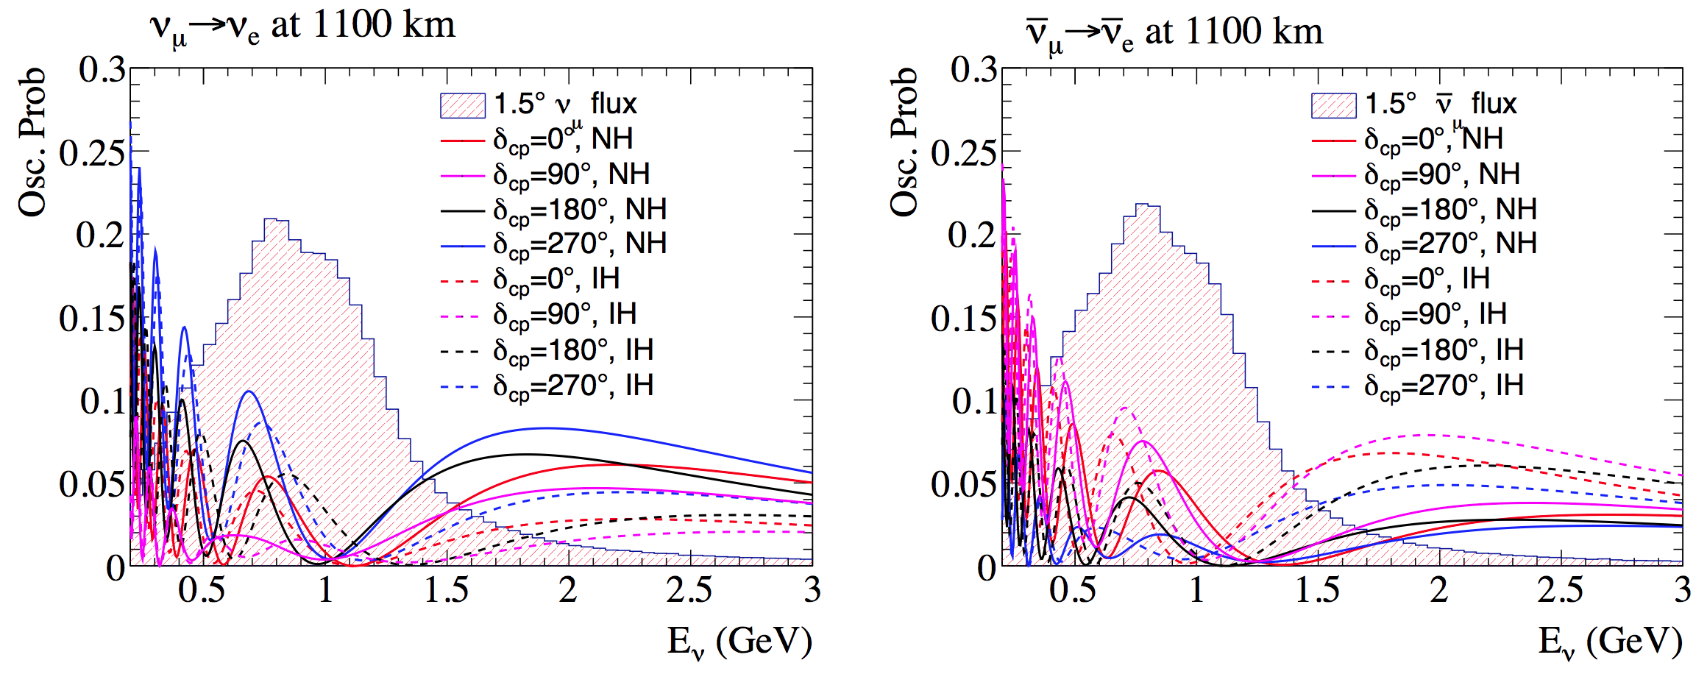 νμ→νe at 1100 km
Osc. Prob
0.3
0.25
0.2
0.15
0.1
0.05
0
1.5° νμ flux
δcp=0°, NH
δcp=90°, NH
δcp=180°, NH
δcp=270°, NH
δcp=0°, IH
δcp=90°, IH
δcp=180°, IH
δcp=270°, IH
0.5 1 1.5 2 2.5 3
Eν (GeV)
ν̅μ→ν̅e at 1100 km
Osc. Prob
0.3
0.25
0.2
0.15
0.1
0.05
0
1.5° ν̅μ flux
δcp=0°, NH
δcp=90°, NH
δcp=180°, NH
δcp=270°, NH
δcp=0°, IH
δcp=90°, IH
δcp=180°, IH
δcp=270°, IH
0.5 1 1.5 2 2.5 3
Eν (GeV)